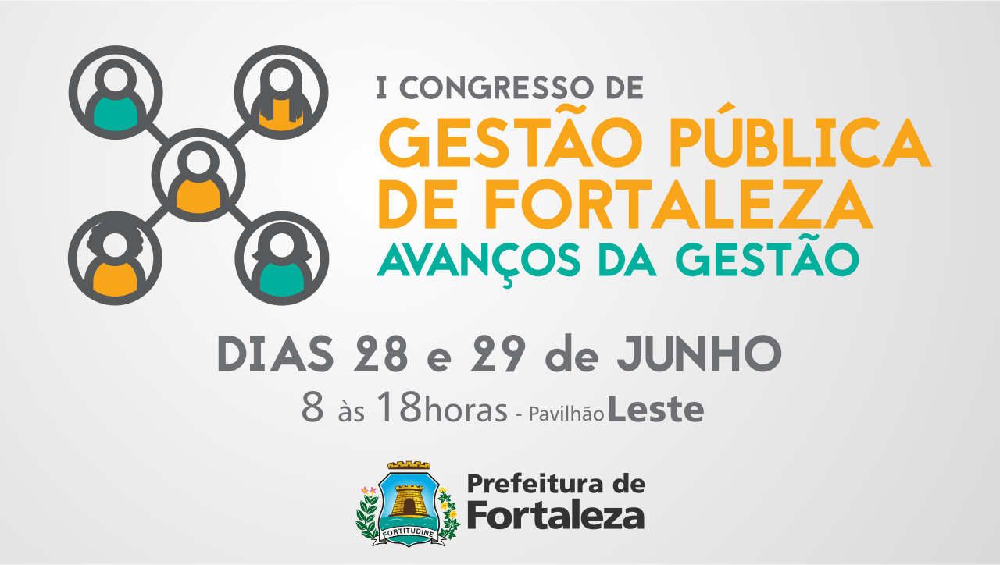 I CONGRESSO DE
GESTÃO PÚBLICA
DE FORTALEZA
AVANÇOS DA GESTÃO
DIAS 28 e 29 de JUNHO
8 às 18horas - Pavilhão Leste
Prefeitura de
Fortaleza
FORTITUDINE